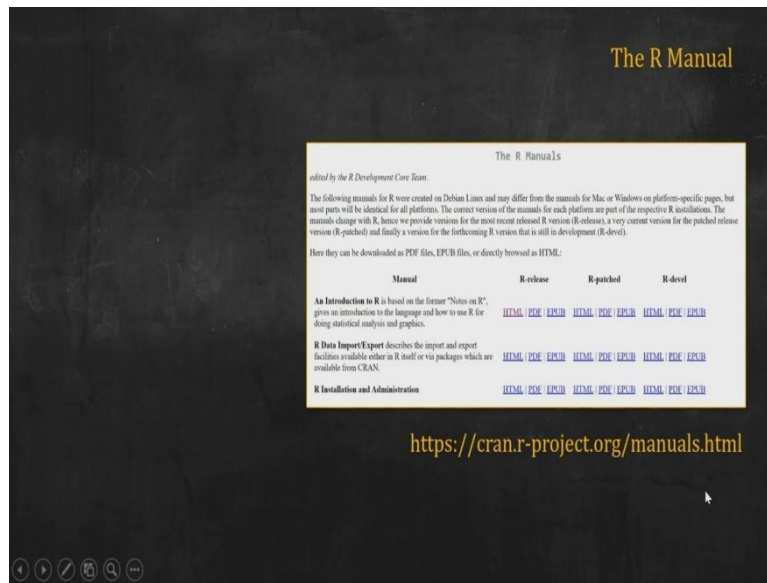 The R Manual
The R Manuals
edited by the R Development Core Team.
The following manuals for R were created on Debian Linux and may differ from the manuals for Mac or Windows on platform-specific pages, but
most parts will be identical for all platforms. The correct version of the manuals for each platform are part of the respective R installations. The
manuals change with R, hence we provide versions for the most recent released R version (R-release), a very current version for the patched release
version (R-patched) and finally a version for the forthcoming R version that is still in development (R-devel).
Here they can be downloaded as PDF files, EPUB files, or directly browsed as HTML:
Manual R-release R-patched R-devel
An Introduction to R is based on the former "Notes on R",
gives an introduction to the language and how to use R for
doing statistical analysis and graphics.
HTML | PDF | EPUB HTML | PDF | EPUB HTML | PDF | EPUB
R Data Import/Export describes the import and export
facilities available either in R itself or via packages which are
available from CRAN.
HTML | PDF | EPUB HTML | PDF | EPUB HTML | PDF | EPUB
R Installation and Administration HTML | PDF | EPUB HTML | PDF | EPUB HTML | PDF | EPUB
https://cran.r-project.org/manuals.html